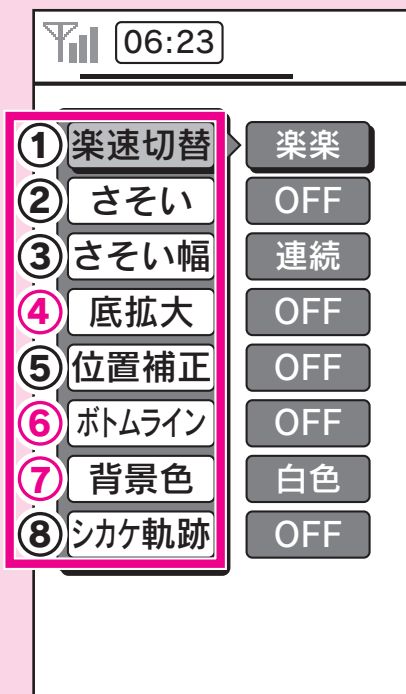 06:23
①楽速切替 楽楽
②さそい OFF
③さそい幅 連続
④底拡大 OFF
⑤位置補正 OFF
⑥ボトムライン OFF
⑦背景色 白色
⑧シカケ軌跡 OFF